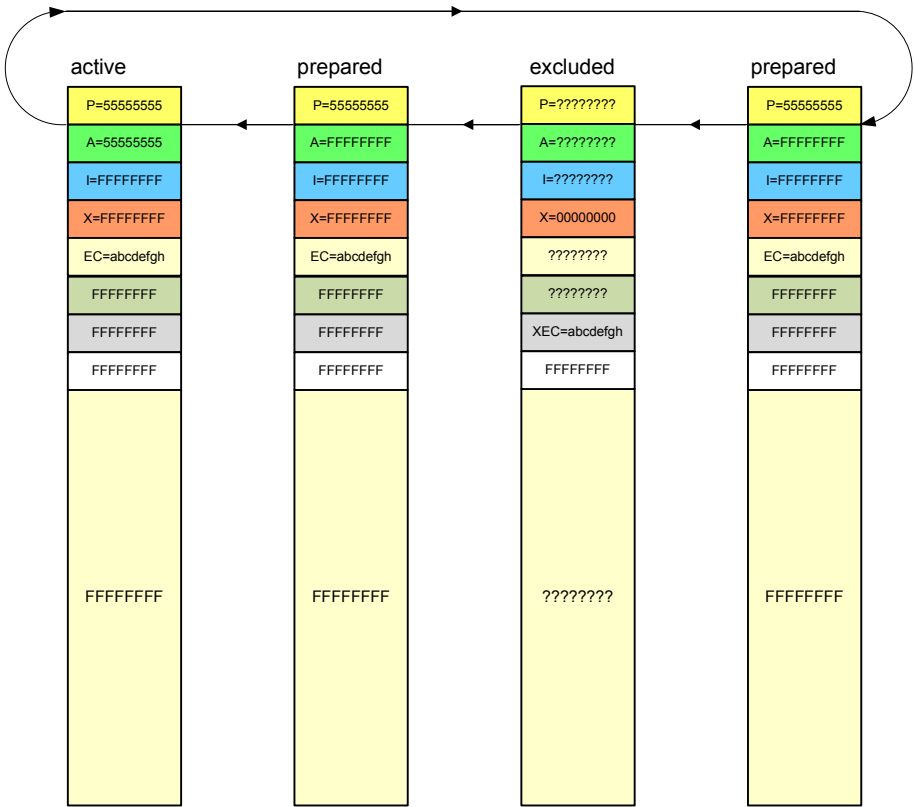 active prepared excluded prepared
P=55555555 P=55555555 P=???????? P=55555555
A=55555555 A=FFFFFFFF A=???????? A=FFFFFFFF
I=FFFFFFFF I=FFFFFFFF I=???????? I=FFFFFFFF
X=FFFFFFFF X=FFFFFFFF X=00000000 X=FFFFFFFF
EC=abcdefgh EC=abcdefgh ???????? EC=abcdefgh
FFFFFFFF FFFFFFFF ???????? FFFFFFFF
FFFFFFFF FFFFFFFF XEC=abcdefgh FFFFFFFF
FFFFFFFF FFFFFFFF FFFFFFFF FFFFFFFF
FFFFFFFF FFFFFFFF ???????? FFFFFFFF